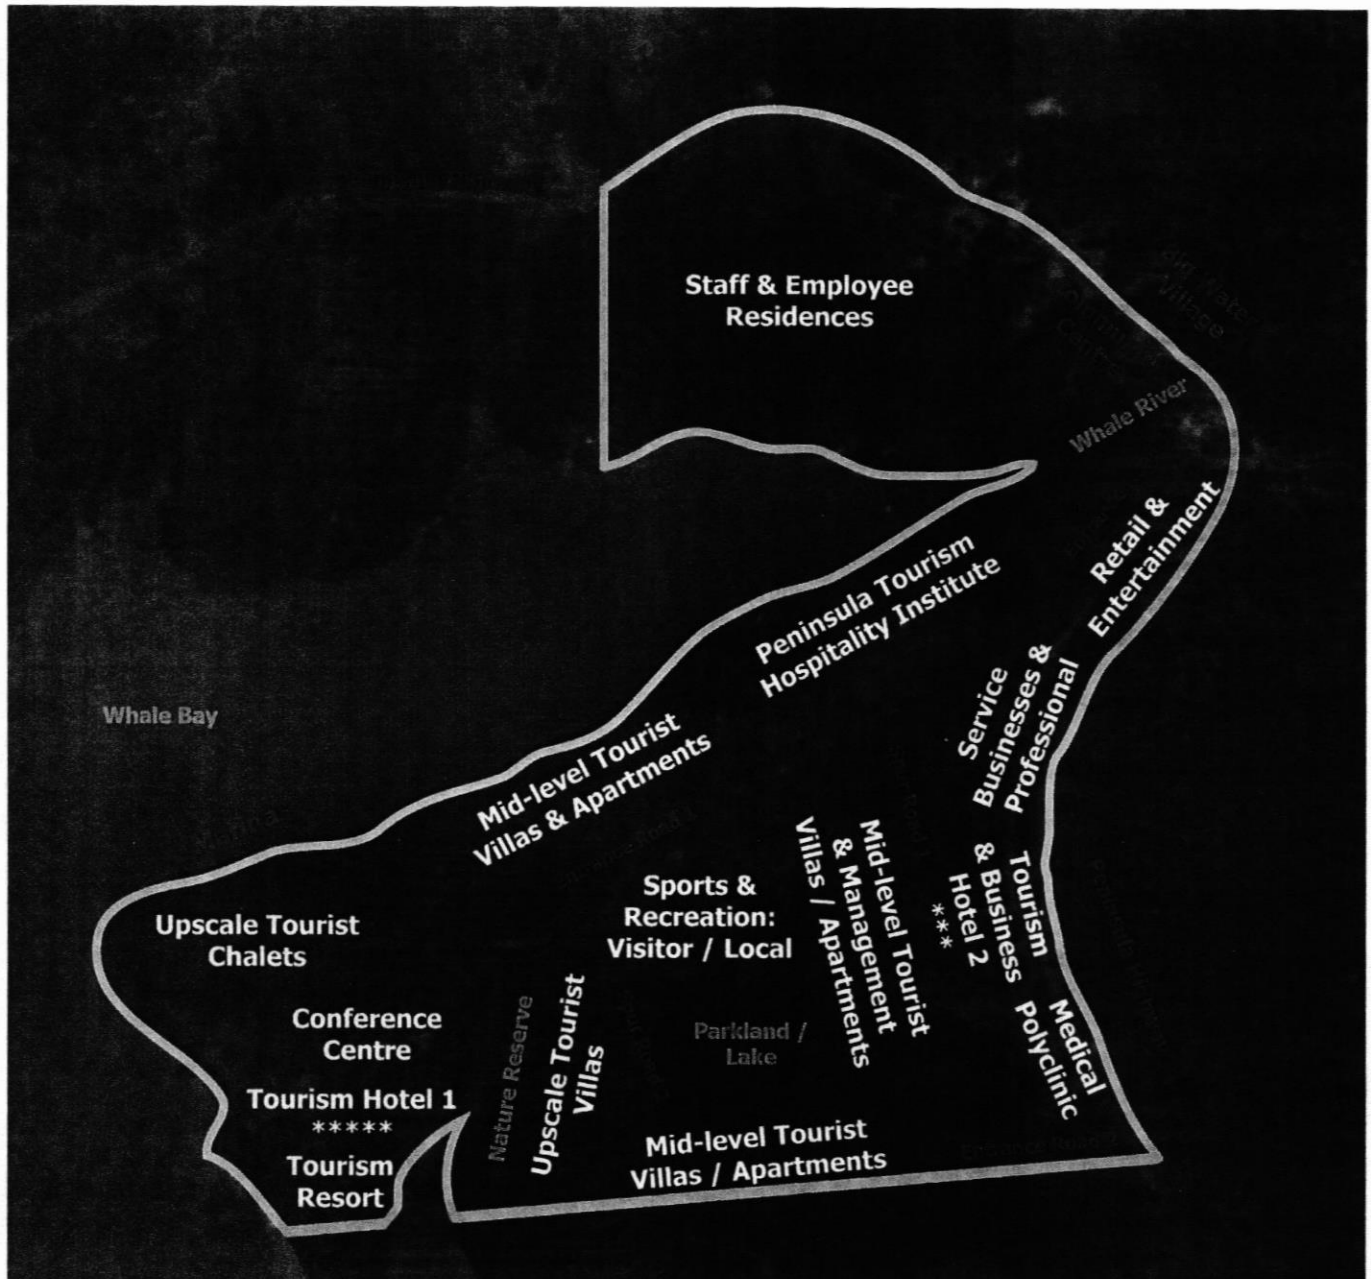 Staff & Employee
Residences
Whale River
Retail &
Entertainment
Peninsula Tourism
Hospitality Institute
Service
Businesses &
Professional
Whale Bay
Mid-level Tourist
Villas & Apartments
Mid-level Tourist
& Management
Villas / Apartments
Tourism
& Business
Hotel 2
***
Sports &
Recreation:
Visitor / Local
Upscale Tourist
Chalets
Conference
Centre
Nature Reserve
Upscale Tourist
Villas
Parkland /
Lake
Medical
Polyclinic
Tourism Hotel 1
*****
Mid-level Tourist
Villas / Apartments
Tourism
Resort
Village